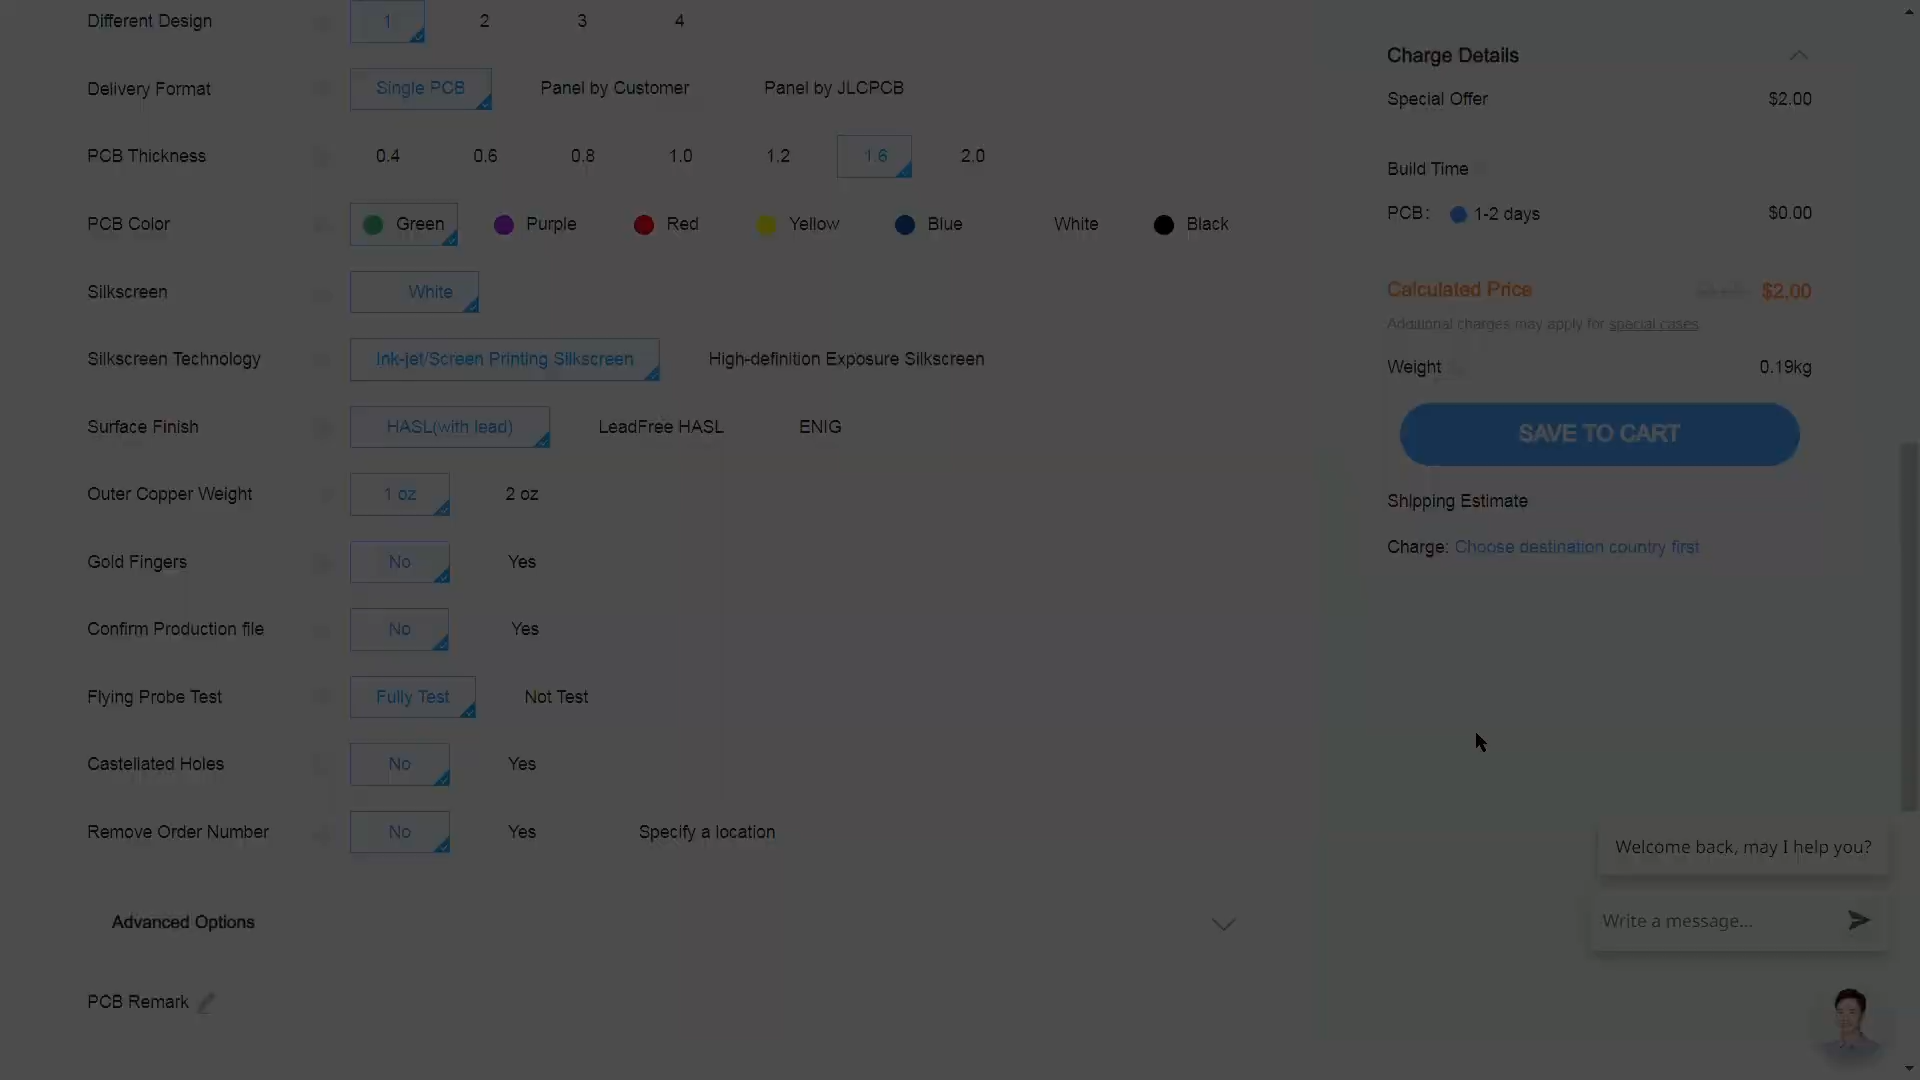 Different Design 1 2 3 4
Delivery Format Single PCB Panel by Customer Panel by JLCPCB
PCB Thickness 0.4 0.6 0.8 1.0 1.2 1.6 2.0
PCB Color Green Purple Red Yellow Blue White Black
Silkscreen White
Silkscreen Technology Ink-jet/Screen Printing Silkscreen High-definition Exposure Silkscreen
Surface Finish HASL(with lead) LeadFree HASL ENIG
Outer Copper Weight 1 oz 2 oz
Gold Fingers No Yes
Confirm Production file No Yes
Flying Probe Test Fully Test Not Test
Castellated Holes No Yes
Remove Order Number No Yes Specify a location
Advanced Options
PCB Remark
Charge Details
Special Offer $2.00
Build Time
PCB: 1-2 days $0.00
Calculated Price $2.00
Additional charges may apply for special cases
Weight 0.19kg
SAVE TO CART
Shipping Estimate
Charge: Choose destination country first
Welcome back, may I help you?
Write a message...